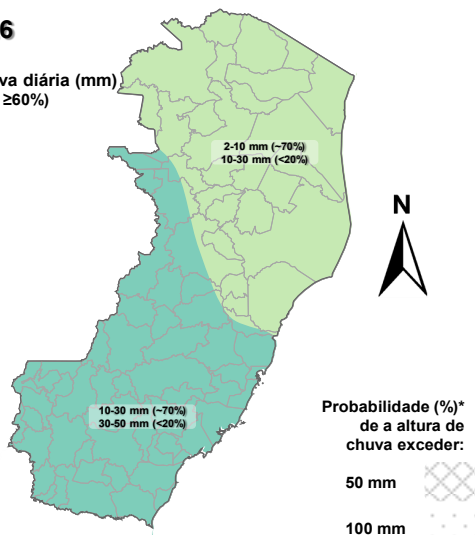 6
va diária (mm)
≥60%)
2-10 mm (~70%)
10-30 mm (<20%)
N
10-30 mm (~70%)
30-50 mm (<20%)
Probabilidade (%)*
de a altura de
chuva exceder:
50 mm
100 mm